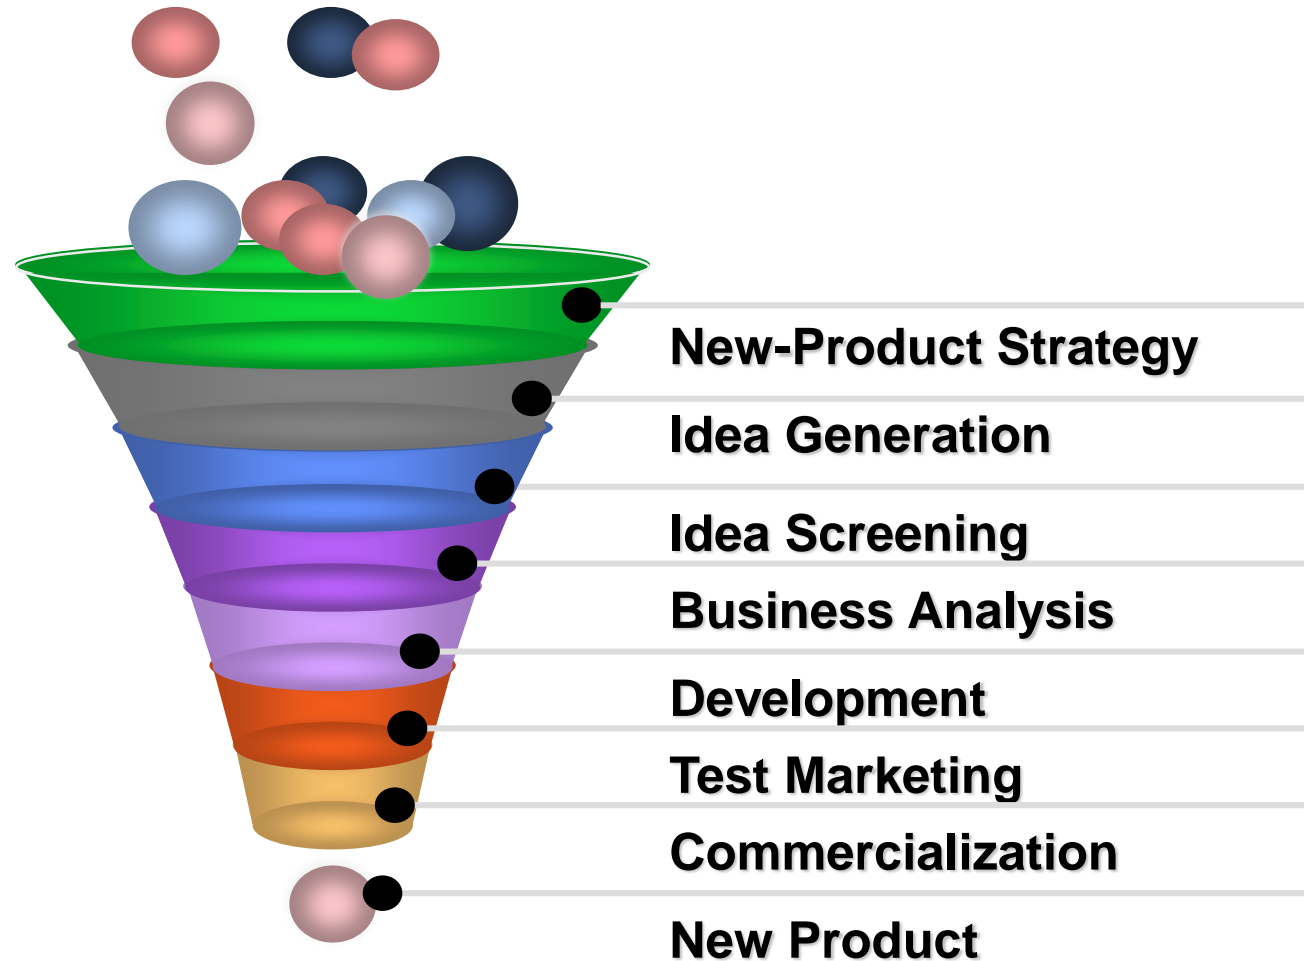 New-Product Strategy
Idea Generation
Idea Screening
Business Analysis
Development
Test Marketing
Commercialization
New Product